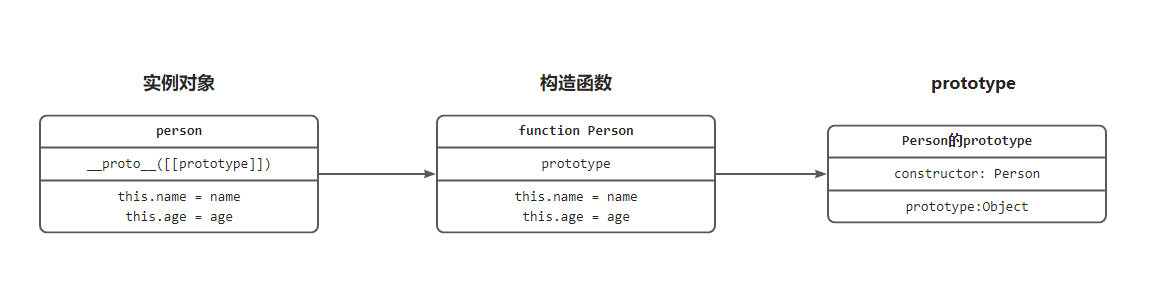 实例对象
person
__proto__([[prototype]])
this.name = name
this.age = age
构造函数
function Person
prototype
this.name = name
this.age = age
prototype
Person的prototype
constructor: Person
prototype:Object